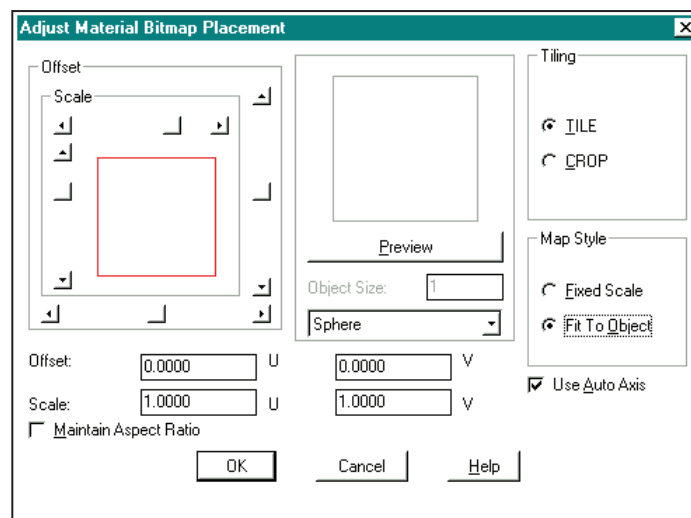 Adjust Material Bitmap Placement
Offset
Scale
Preview
Object Size: 1
Sphere
Tiling
TILE
CROP
Map Style
Fixed Scale
Fit To Object
Use Auto Axis
Offset: 0.0000 U 0.0000 V
Scale: 1.0000 U 1.0000 V
Maintain Aspect Ratio
OK Cancel Help